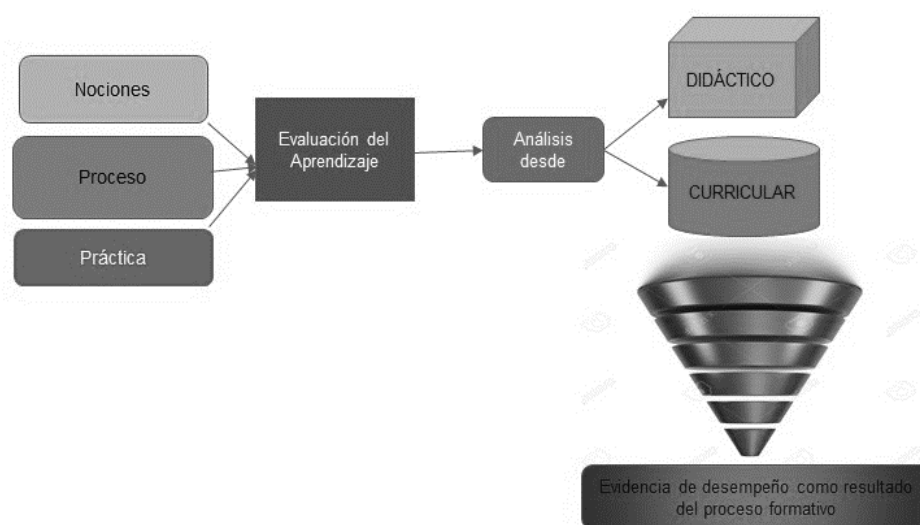 Nociones
Proceso
Práctica
Evaluación del
Aprendizaje
Análisis
desde
DIDÁCTICO
CURRICULAR
Evidencia de desempeño como resultado
del proceso formativo